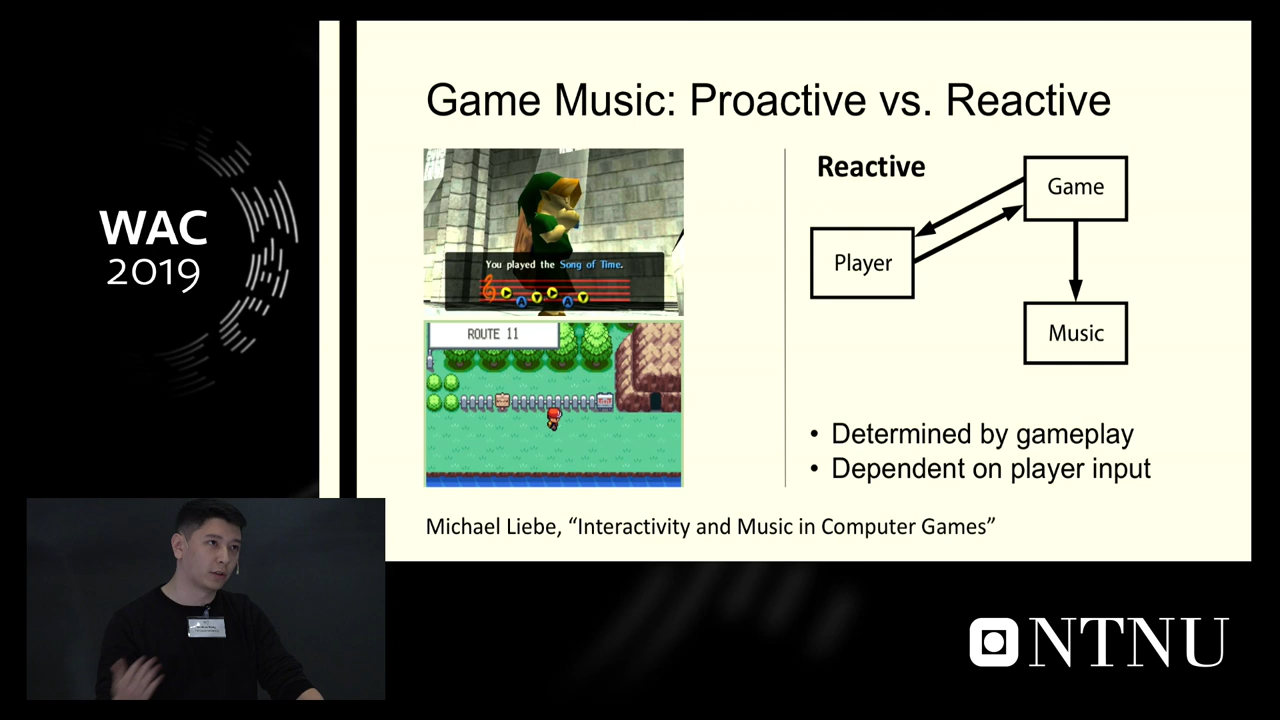 WAC
2019
Game Music: Proactive vs. Reactive
You played the Song of Time.
A
A
ROUTE 11
Reactive
Game
Player
Music
• Determined by gameplay
• Dependent on player input
Michael Liebe, “Interactivity and Music in Computer Games”
NTNU